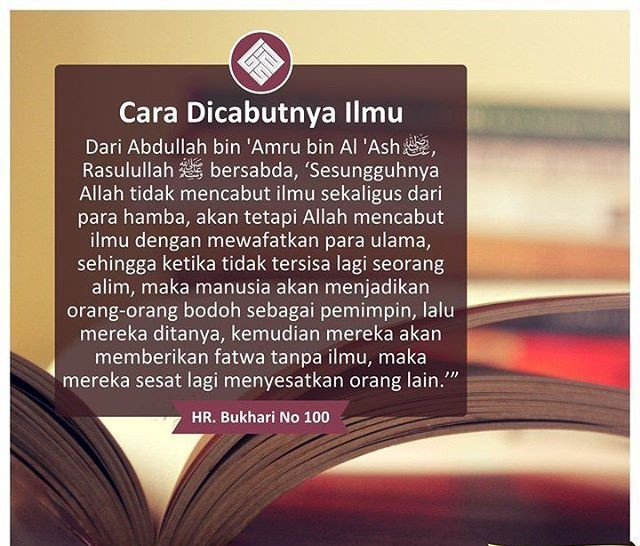 Cara Dicabutnya Ilmu
Dari Abdullah bin 'Amru bin Al 'Ash ,
Rasulullah ﷺ bersabda, ‘Sesungguhnya
Allah tidak mencabut ilmu sekaligus dari
para hamba, akan tetapi Allah mencabut
ilmu dengan mewafatkan para ulama,
sehingga ketika tidak tersisa lagi seorang
alim, maka manusia akan menjadikan
orang-orang bodoh sebagai pemimpin, lalu
mereka ditanya, kemudian mereka akan
memberikan fatwa tanpa ilmu, maka
mereka sesat lagi menyesatkan orang lain.’”
HR. Bukhari No 100